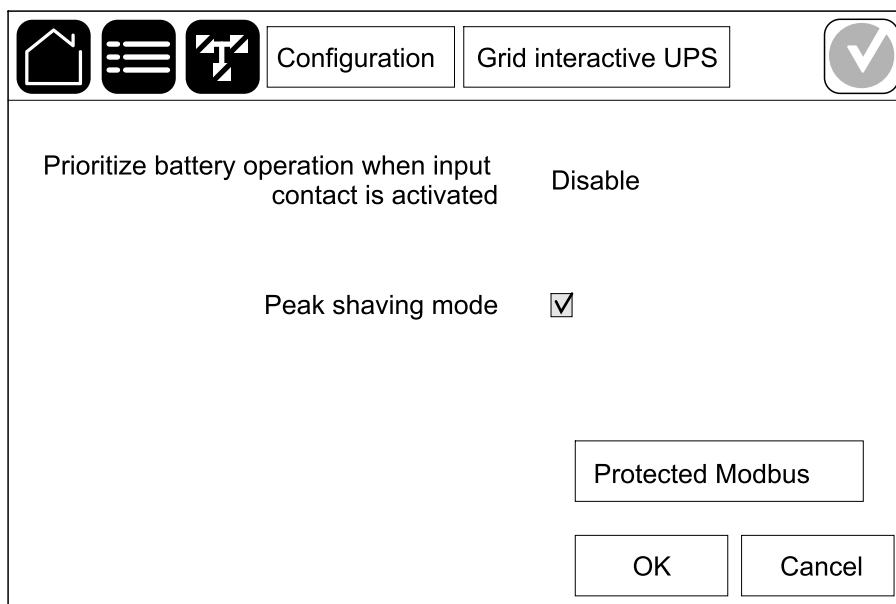 Configuration
Grid interactive UPS
Prioritize battery operation when input
contact is activated
Disable
Peak shaving mode
Protected Modbus
OK
Cancel